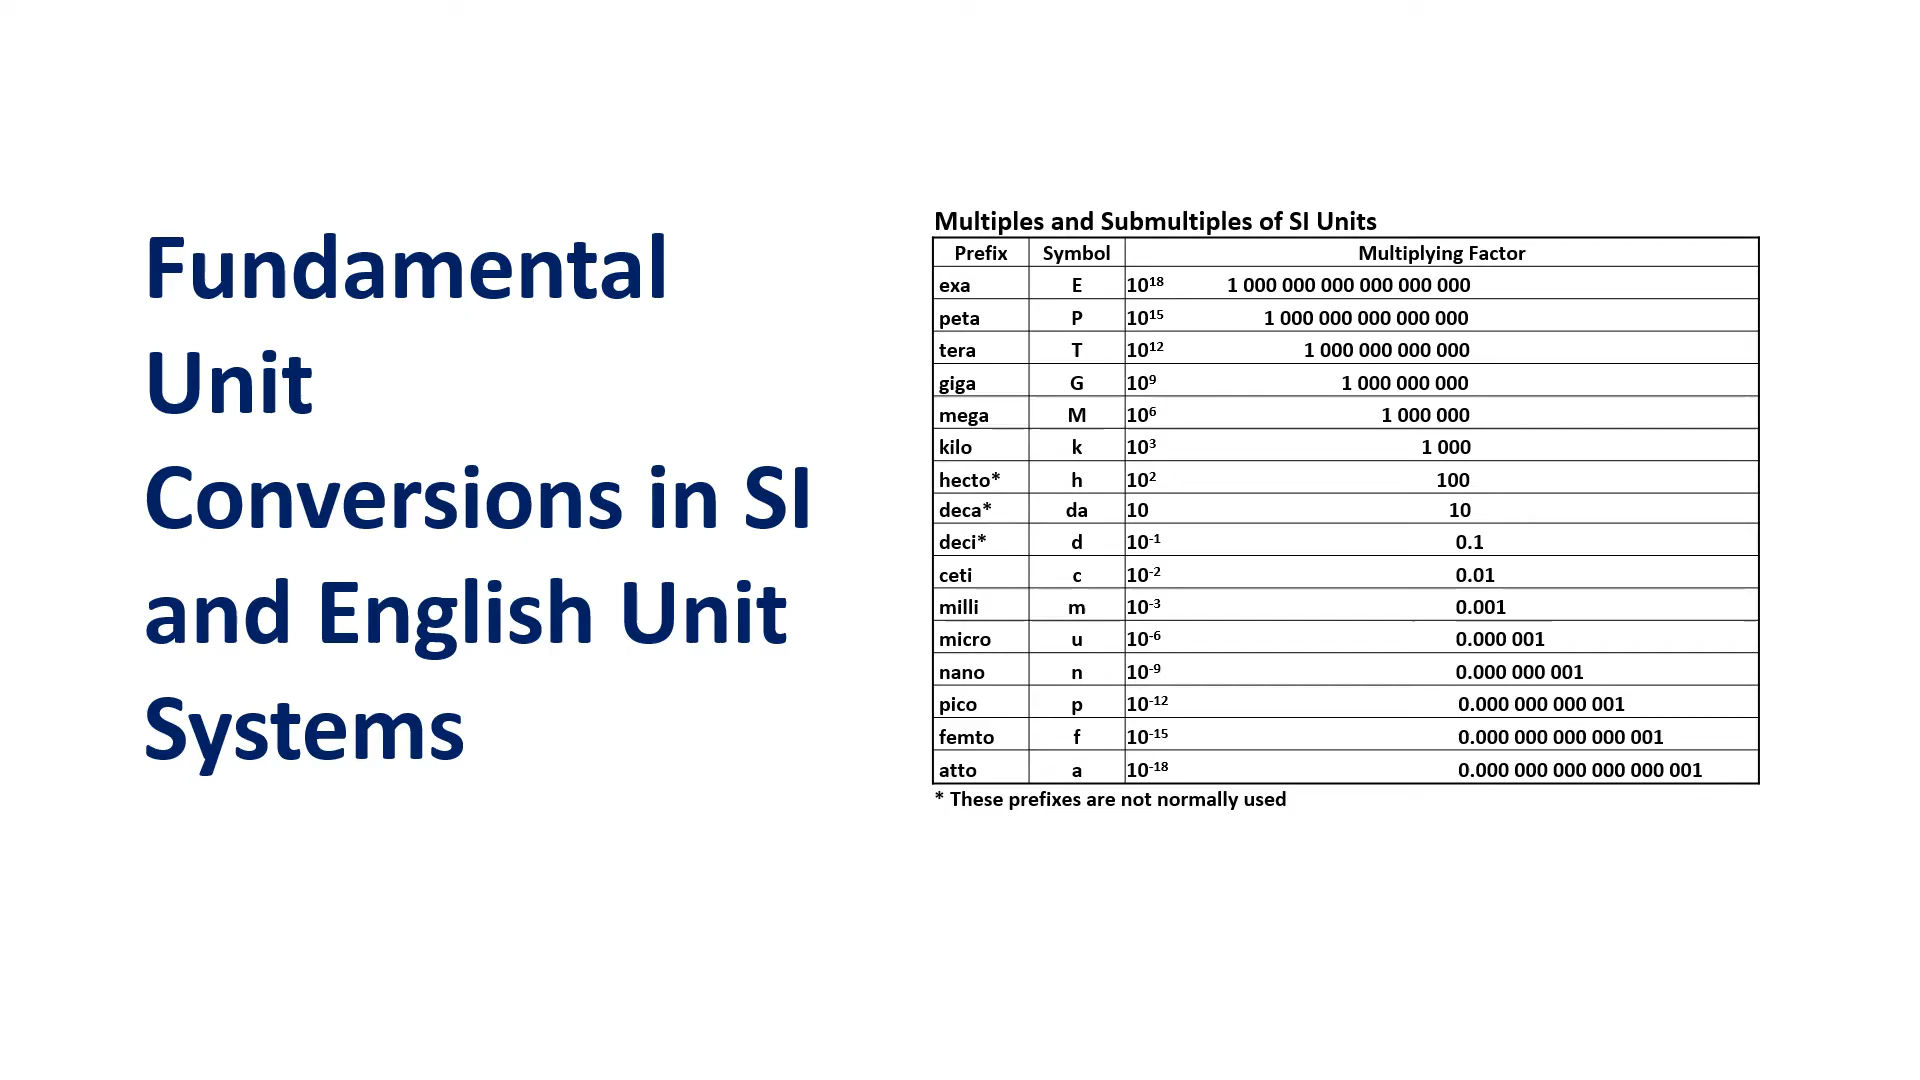 Fundamental
Unit
Conversions in SI
and English Unit
Systems
Multiples and Submultiples of SI Units
Prefix Symbol Multiplying Factor
exa E 10¹⁸ 1 000 000 000 000 000 000
peta P 10¹⁵ 1 000 000 000 000 000
tera T 10¹² 1 000 000 000 000
giga G 10⁹ 1 000 000 000
mega M 10⁶ 1 000 000
kilo k 10³ 1 000
hecto* h 10² 100
deca* da 10 10
deci* d 10⁻¹ 0.1
ceti c 10⁻² 0.01
milli m 10⁻³ 0.001
micro u 10⁻⁶ 0.000 001
nano n 10⁻⁹ 0.000 000 001
pico p 10⁻¹² 0.000 000 000 001
femto f 10⁻¹⁵ 0.000 000 000 000 001
atto a 10⁻¹⁸ 0.000 000 000 000 000 001
* These prefixes are not normally used